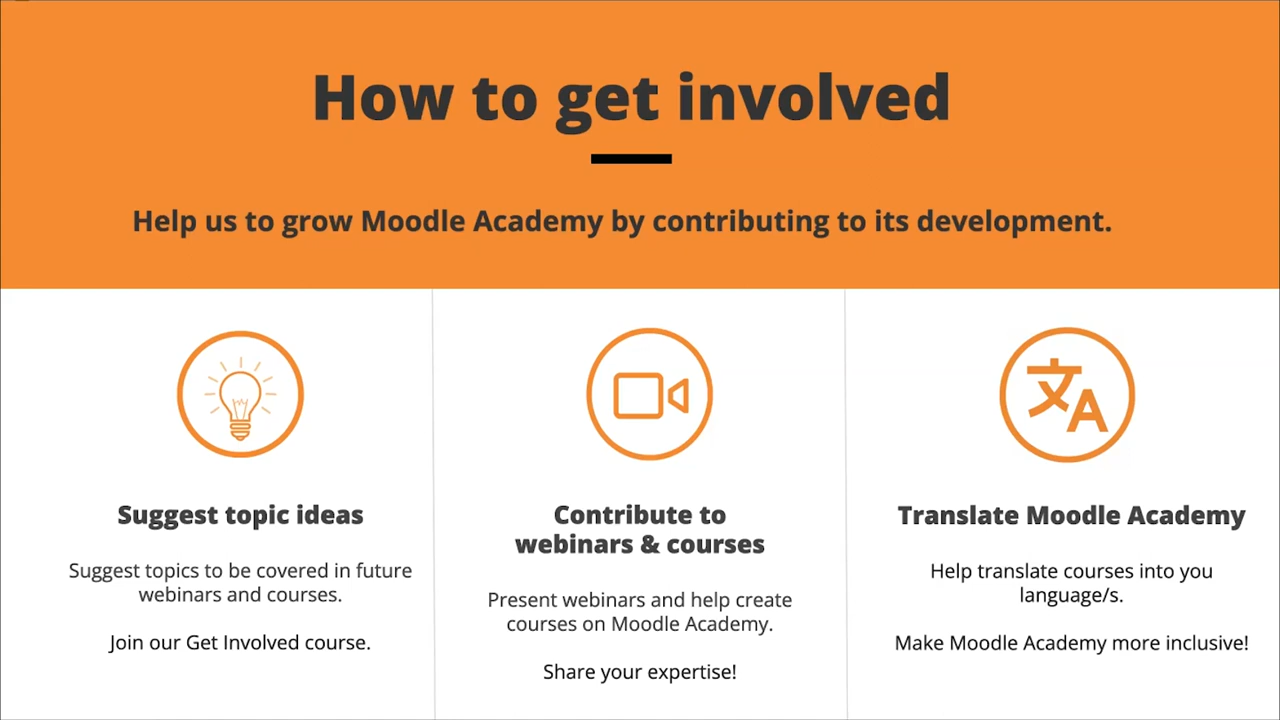 How to get involved
Help us to grow Moodle Academy by contributing to its development.
文A
Suggest topic ideas
Suggest topics to be covered in future
webinars and courses.
Join our Get Involved course.
Contribute to
webinars & courses
Present webinars and help create
courses on Moodle Academy.
Share your expertise!
Translate Moodle Academy
Help translate courses into you
language/s.
Make Moodle Academy more inclusive!